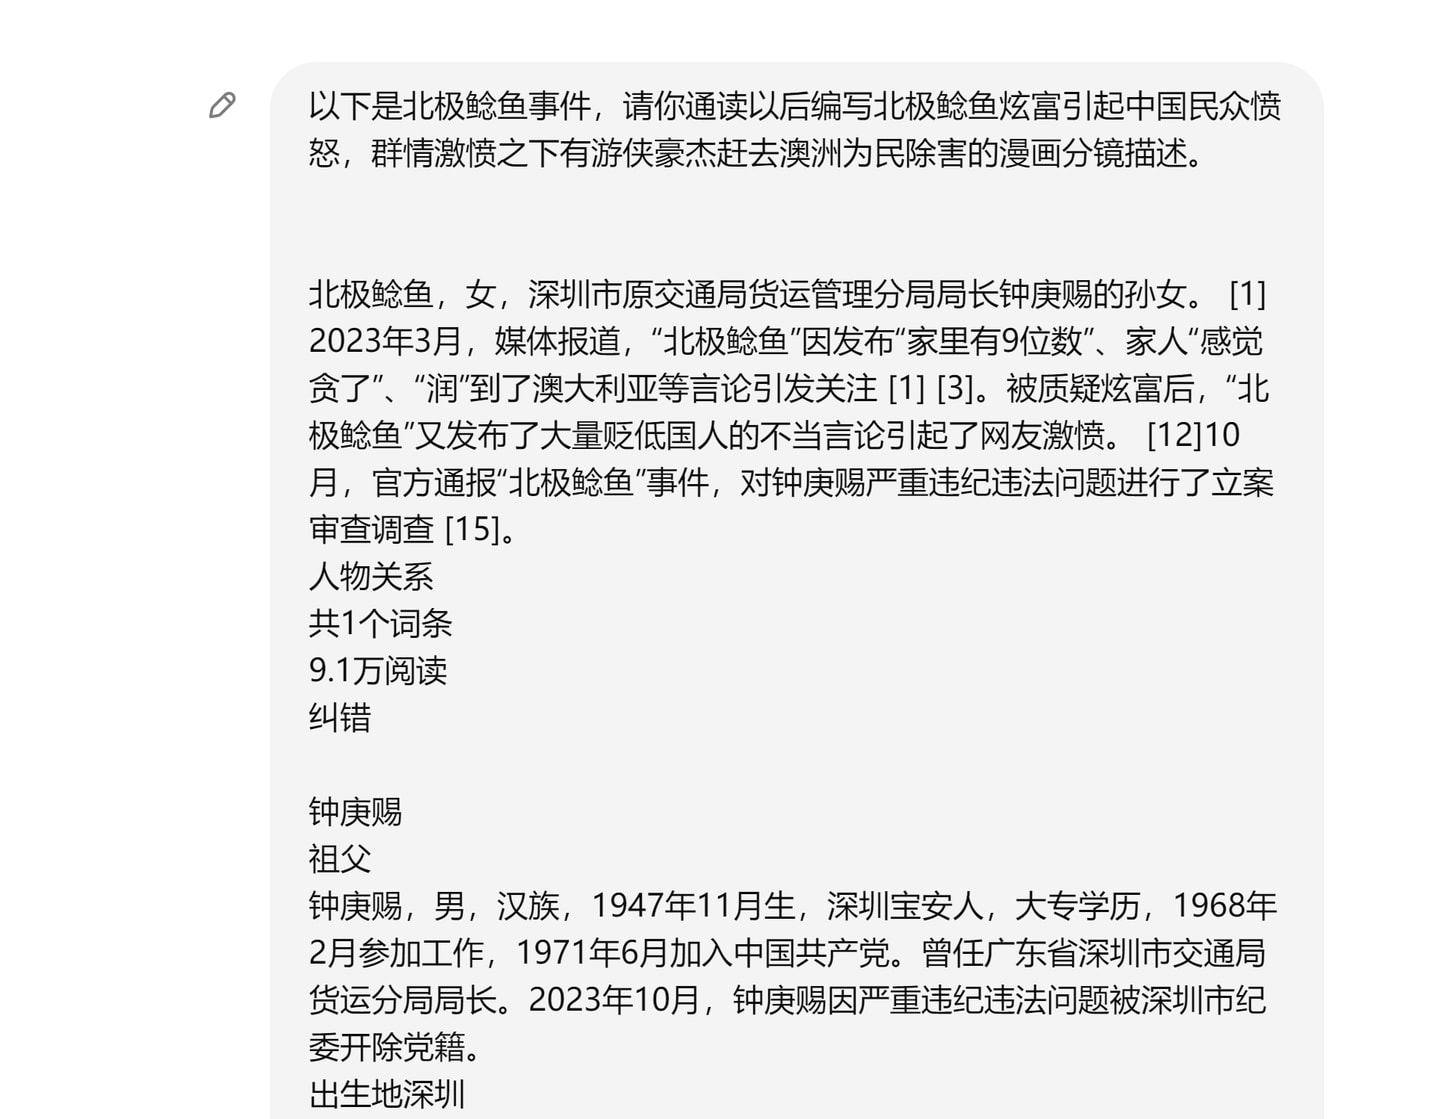 以下是北极鲶鱼事件，请你通读以后编写北极鲶鱼炫富引起中国民众愤
怒，群情激愤之下有游侠豪杰赶去澳洲为民除害的漫画分镜描述。
北极鲶鱼，女，深圳市原交通局货运管理分局局长钟庚赐的孙女。 [1]
2023年3月，媒体报道，“北极鲶鱼”因发布“家里有9位数”、家人“感觉
贪了”、“润”到了澳大利亚等言论引发关注 [1] [3]。被质疑炫富后，“北
极鲶鱼”又发布了大量贬低国人的不当言论引起了网友激愤。 [12]10
月，官方通报“北极鲶鱼”事件，对钟庚赐严重违纪违法问题进行了立案
审查调查 [15]。
人物关系
共1个词条
9.1万阅读
纠错
钟庚赐
祖父
钟庚赐，男，汉族，1947年11月生，深圳宝安人，大专学历，1968年
2月参加工作，1971年6月加入中国共产党。曾任广东省深圳市交通局
货运分局局长。2023年10月，钟庚赐因严重违纪违法问题被深圳市纪
委开除党籍。
出生地深圳